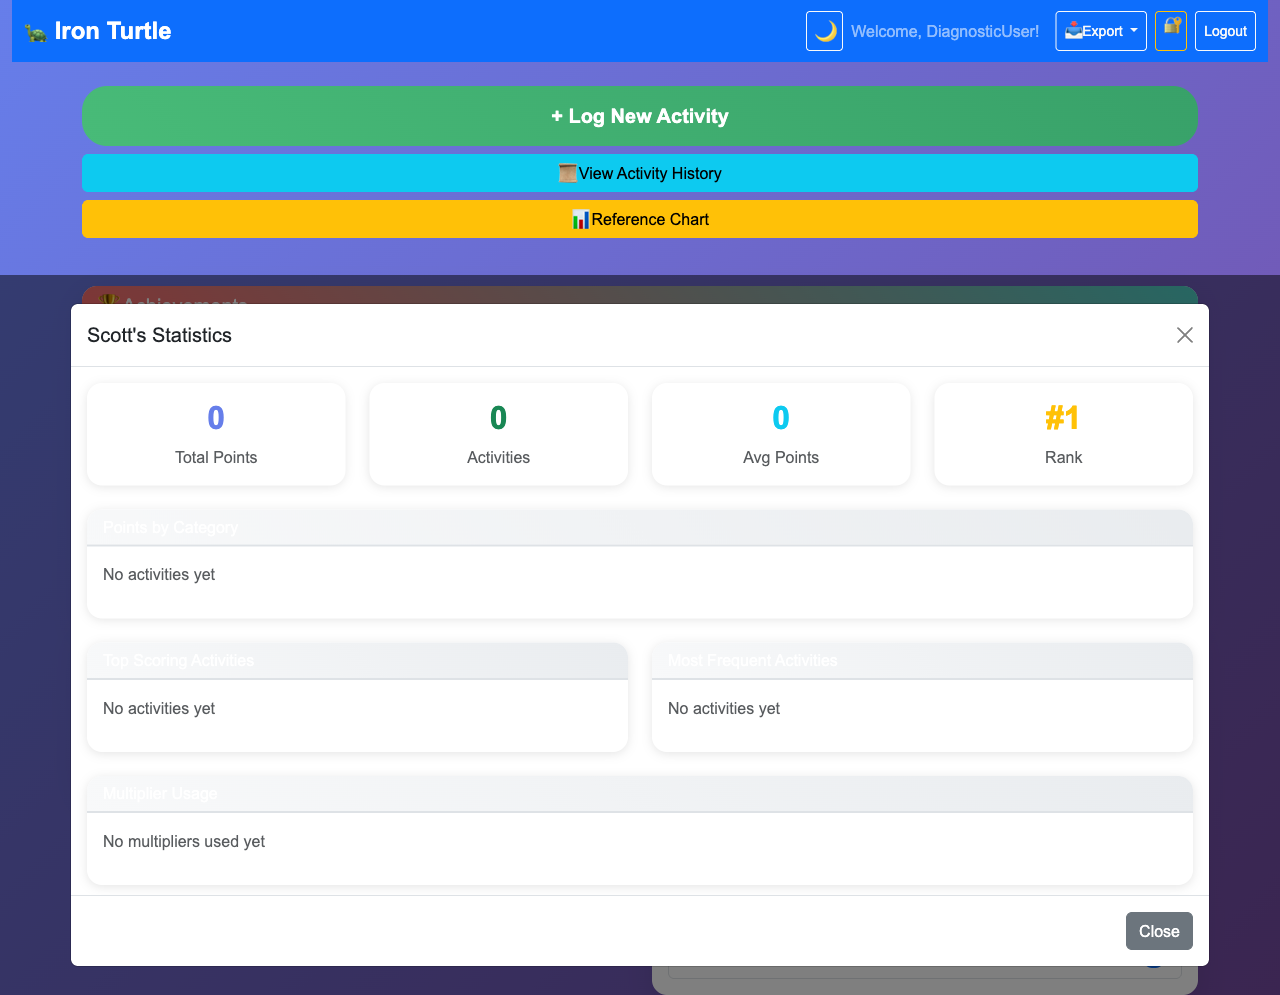 Iron Turtle
Welcome, DiagnosticUser!
Export
Logout
+ Log New Activity
View Activity History
Reference Chart
Achievements
Scott's Statistics
0
Total Points
0
Activities
0
Avg Points
#1
Rank
Points by Category
No activities yet
Top Scoring Activities
No activities yet
Most Frequent Activities
No activities yet
Multiplier Usage
No multipliers used yet
Close